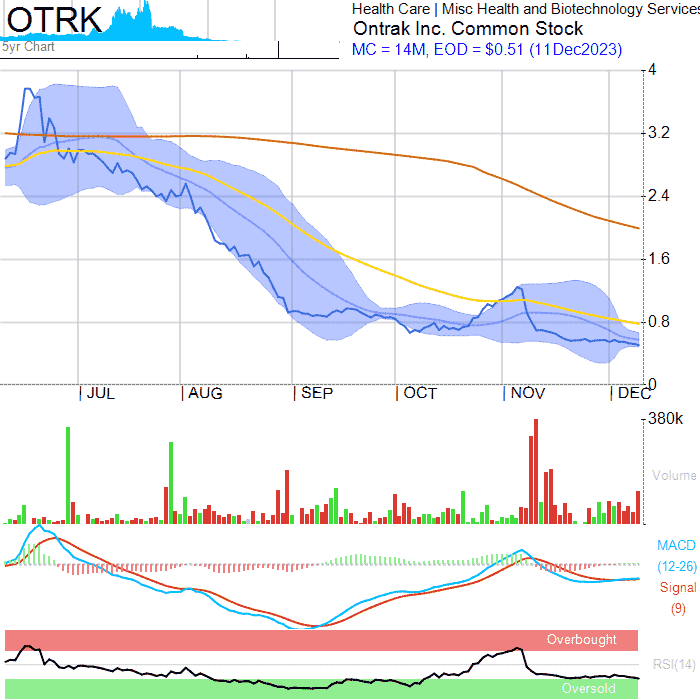 OTRK
5yr Chart
Health Care | Misc Health and Biotechnology Services
Ontrak Inc. Common Stock
MC = 14M, EOD = $0.51 (11Dec2023)
4
3.2
2.4
1.6
0.8
0
JUL
AUG
SEP
OCT
NOV
DEC
380k
Volume
MACD
(12-26)
Signal
(9)
Overbought
RSI(14)
Oversold